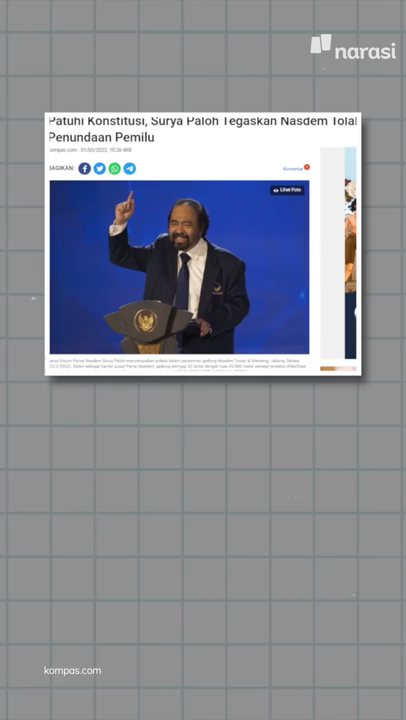 narasi
Patuhi Konstitusi, Surya Paloh Tegaskan Nasdem Tolak
Penundaan Pemilu
ompas.com - 01/03/2022, 10:26 WIB
BAGIKAN:
Komentar
Lihat Foto
kompas.com